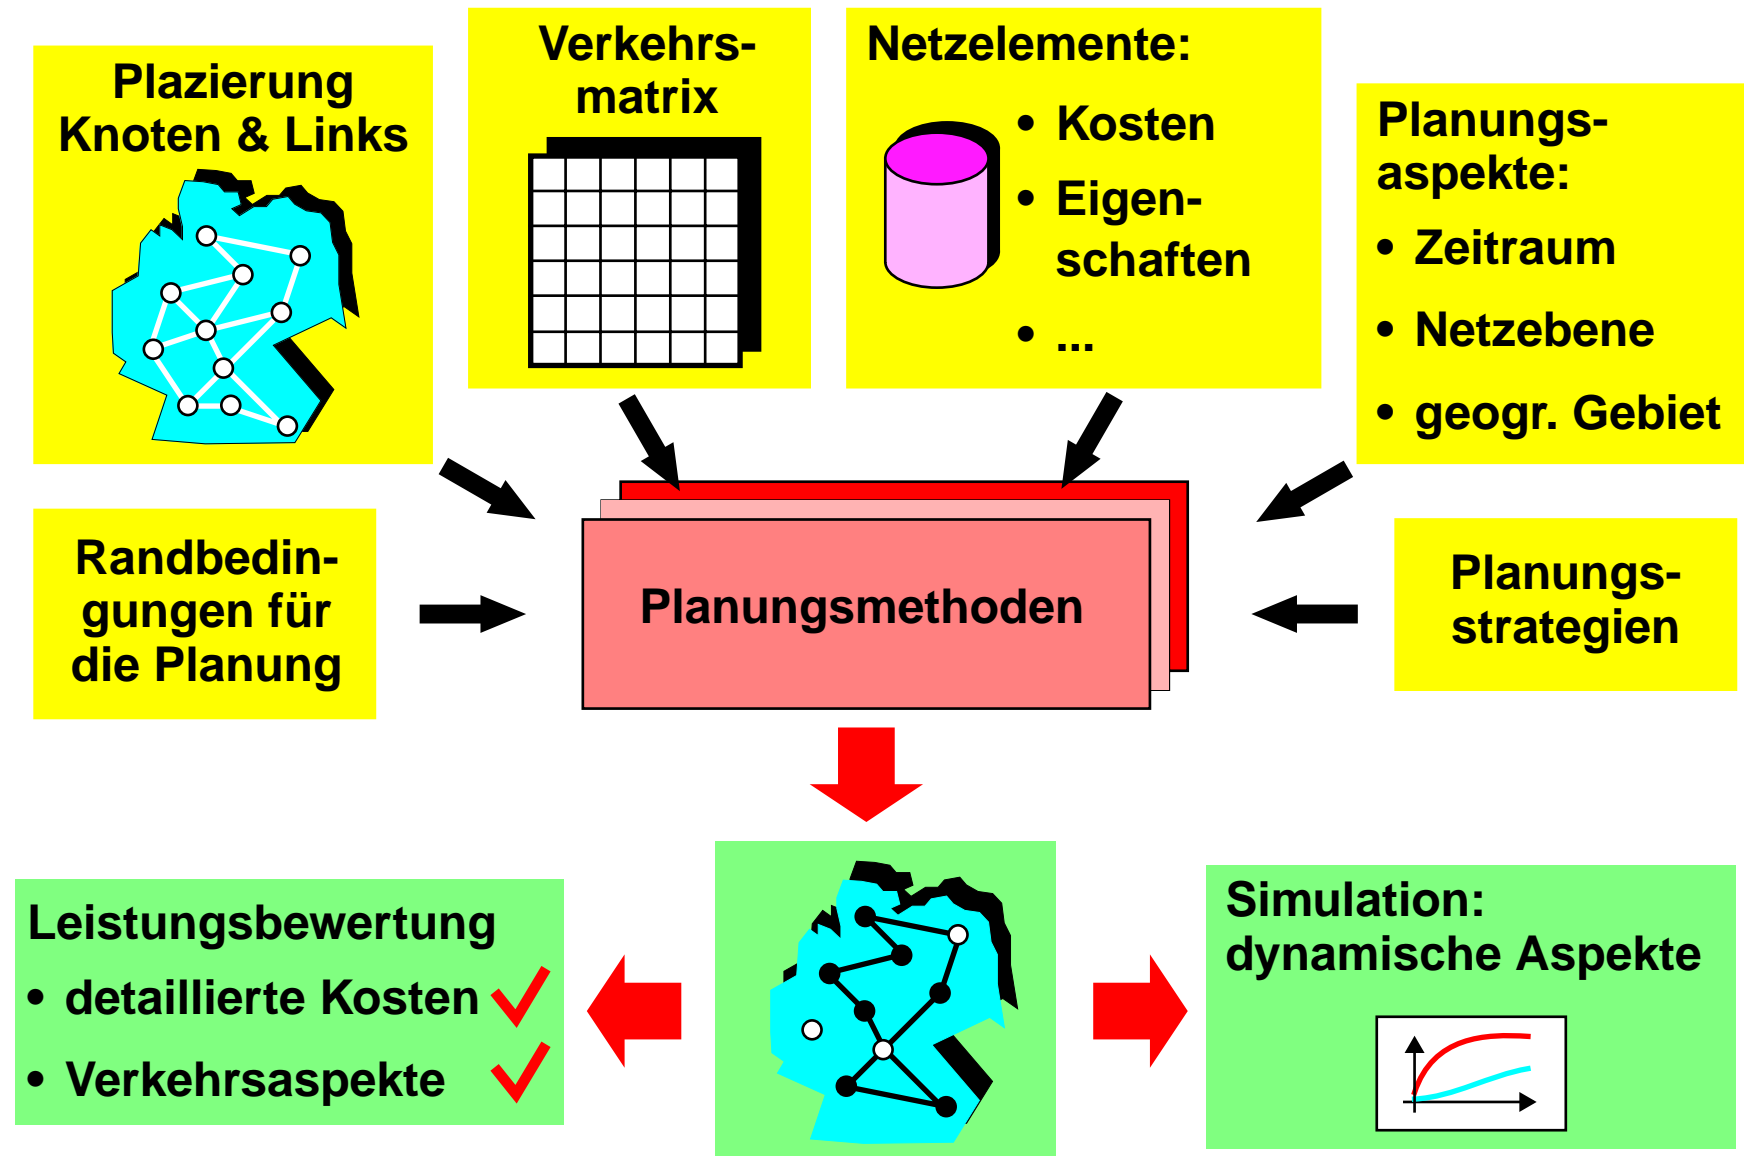 Plazierung
Knoten & Links
Verkehrs-
matrix
Netzelemente:
• Kosten
• Eigen-
schaften
• ...
Planungs-
aspekte:
• Zeitraum
• Netzebene
• geogr. Gebiet
Randbedin-
gungen für
die Planung
Planungsmethoden
Planungs-
strategien
Leistungsbewertung
• detaillierte Kosten
• Verkehrsaspekte
Simulation:
dynamische Aspekte